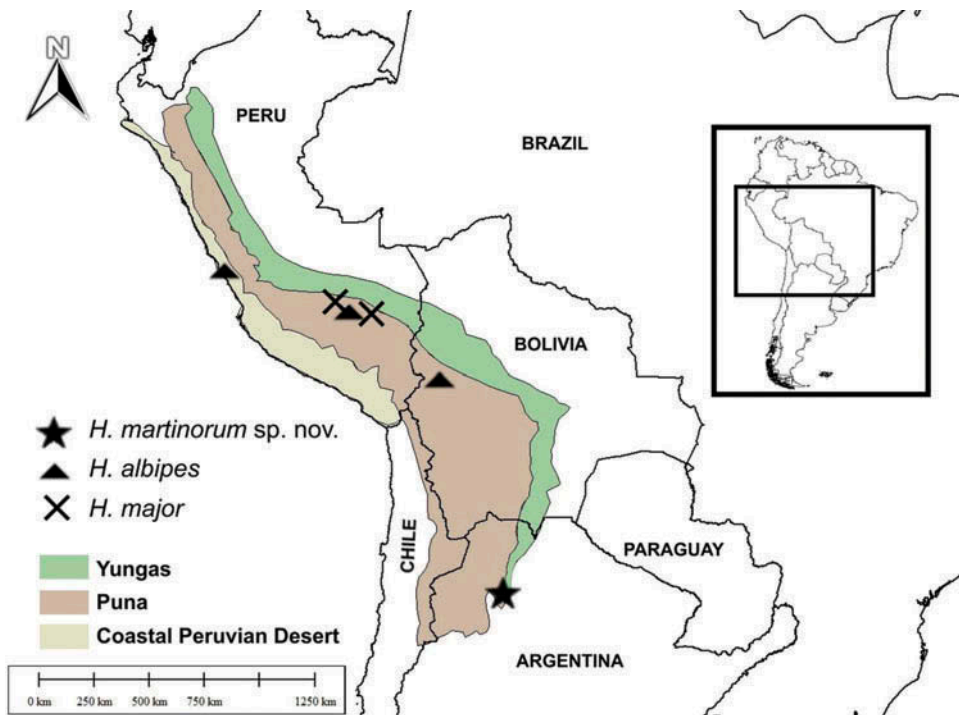 N
PERU
BRAZIL
BOLIVIA
H. martinorum sp. nov.
H. albipes
H. major
CHILE
PARAGUAY
Yungas
Puna
Coastal Peruvian Desert
ARGENTINA
0 km 250 km 500 km 750 km 1250 km